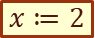 x := 2